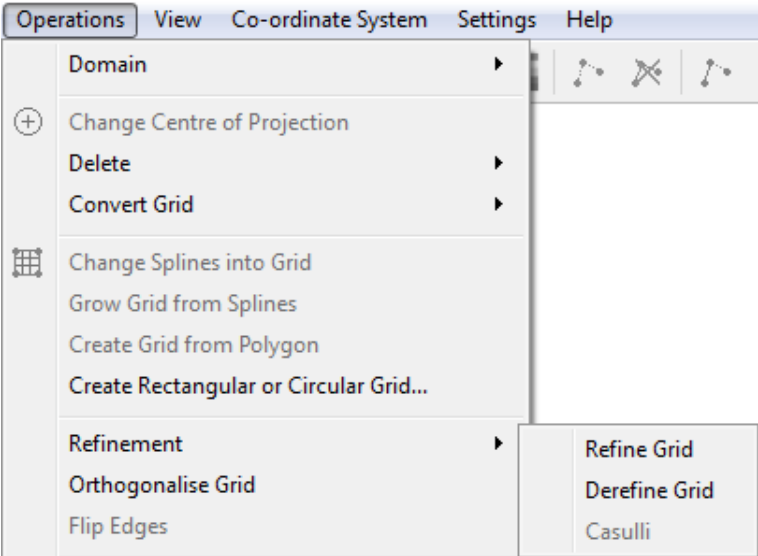 Operations View Co-ordinate System Settings Help
Domain
Change Centre of Projection
Delete
Convert Grid
Change Splines into Grid
Grow Grid from Splines
Create Grid from Polygon
Create Rectangular or Circular Grid...
Refinement
Orthogonalise Grid
Flip Edges
Refine Grid
Derefine Grid
Casulli